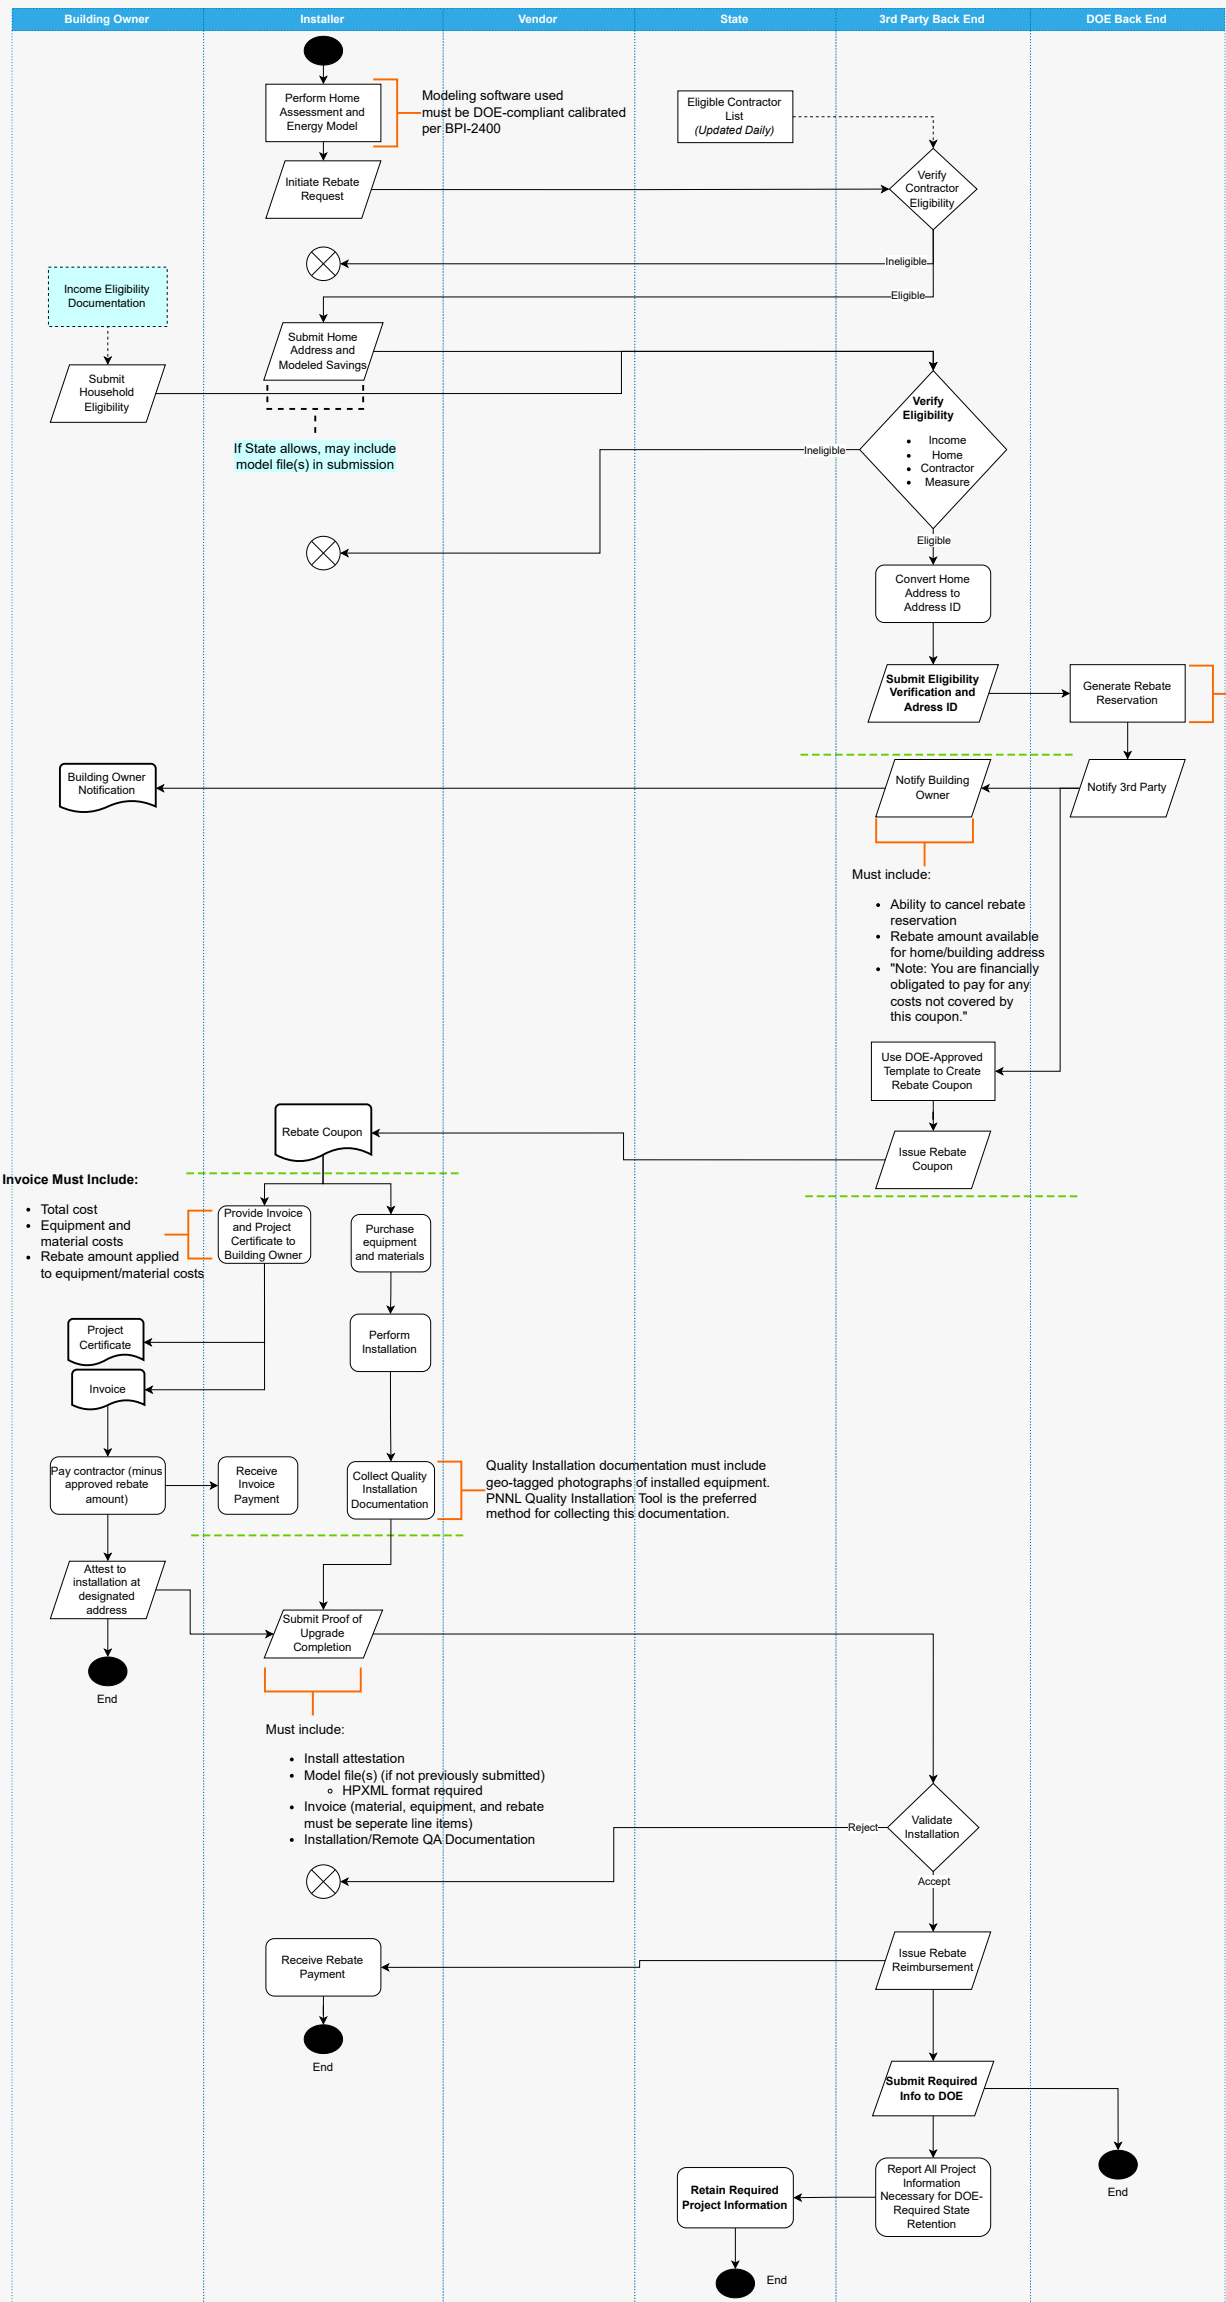 Building Owner
Installer
Vendor
State
3rd Party Back End
DOE Back End
Perform Home
Assessment and
Energy Model
Modeling software used
must be DOE-compliant calibrated
per BPI-2400
Eligible Contractor
List
(Updated Daily)
Initiate Rebate
Request
Verify
Contractor
Eligibility
Ineligible
Eligible
Income Eligibility
Documentation
Submit Home
Address and
Modeled Savings
Submit
Household
Eligibility
If State allows, may include
model file(s) in submission
Verify
Eligibility
• Income
• Home
• Contractor
• Measure
Ineligible
Eligible
Convert Home
Address to
Address ID
Submit Eligibility
Verification and
Adress ID
Generate Rebate
Reservation
Building Owner
Notification
Notify Building
Owner
Notify 3rd Party
Must include:
• Ability to cancel rebate
reservation
• Rebate amount available
for home/building address
• "Note: You are financially
obligated to pay for any
costs not covered by
this coupon."
Use DOE-Approved
Template to Create
Rebate Coupon
Rebate Coupon
Issue Rebate
Coupon
Invoice Must Include:
• Total cost
• Equipment and
material costs
• Rebate amount applied
to equipment/material costs
Provide Invoice
and Project
Certificate to
Building Owner
Purchase
equipment
and materials
Project
Certificate
Perform
Installation
Invoice
Pay contractor (minus
approved rebate
amount)
Receive
Invoice
Payment
Collect Quality
Installation
Documentation
Quality Installation documentation must include
geo-tagged photographs of installed equipment.
PNNL Quality Installation Tool is the preferred
method for collecting this documentation.
Attest to
installation at
designated
address
Submit Proof of
Upgrade
Completion
End
Must include:
• Install attestation
• Model file(s) (if not previously submitted)
◦ HPXML format required
• Invoice (material, equipment, and rebate
must be seperate line items)
• Installation/Remote QA Documentation
Validate
Installation
Reject
Accept
Receive Rebate
Payment
Issue Rebate
Reimbursement
End
Submit Required
Info to DOE
Retain Required
Project Information
Report All Project
Information
Necessary for DOE-
Required State
Retention
End
End